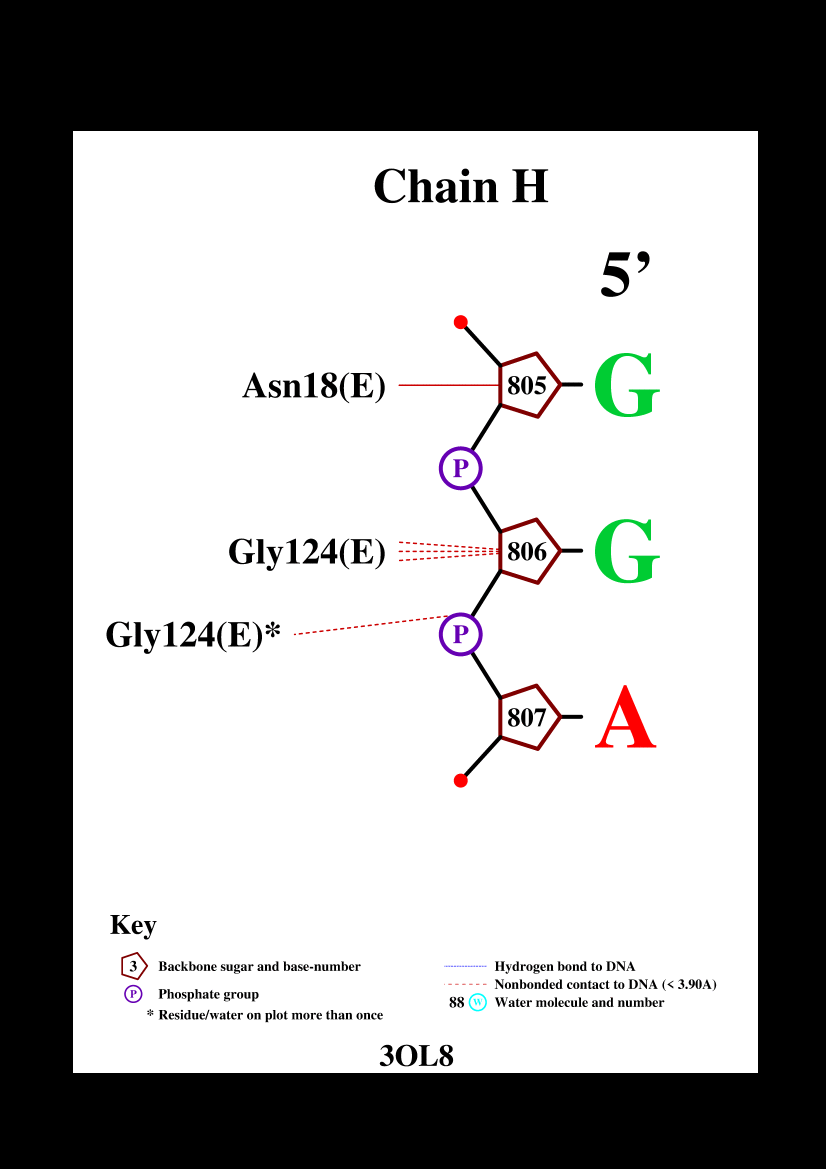 Chain H
5’
Asn18(E) 805 G
P
Gly124(E) 806 G
Gly124(E)* P
807 A
Key
3 Backbone sugar and base-number
P Phosphate group
* Residue/water on plot more than once
Hydrogen bond to DNA
Nonbonded contact to DNA (< 3.90A)
88 W Water molecule and number
3OL8